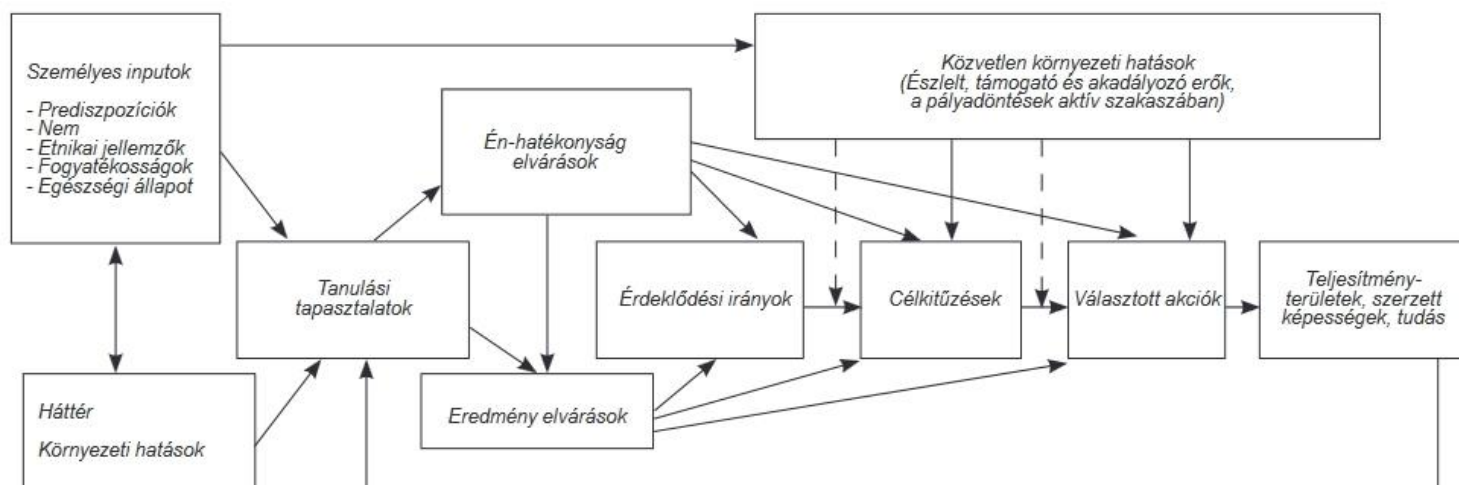 Személyes inputok
- Prediszpozíciók
- Nem
- Etnikai jellemzők
- Fogyatékosságok
- Egészségi állapot
Közvetlen környezeti hatások
(Észlelt, támogató és akadályozó erők,
a pályadöntések aktív szakaszában)
Én-hatékonyság
elvárások
Tanulási
tapasztalatok
Érdeklődési irányok
Célkitűzések
Választott akciók
Teljesítmény-
területek, szerzett
képességek, tudás
Háttér
Környezeti hatások
Eredmény elvárások